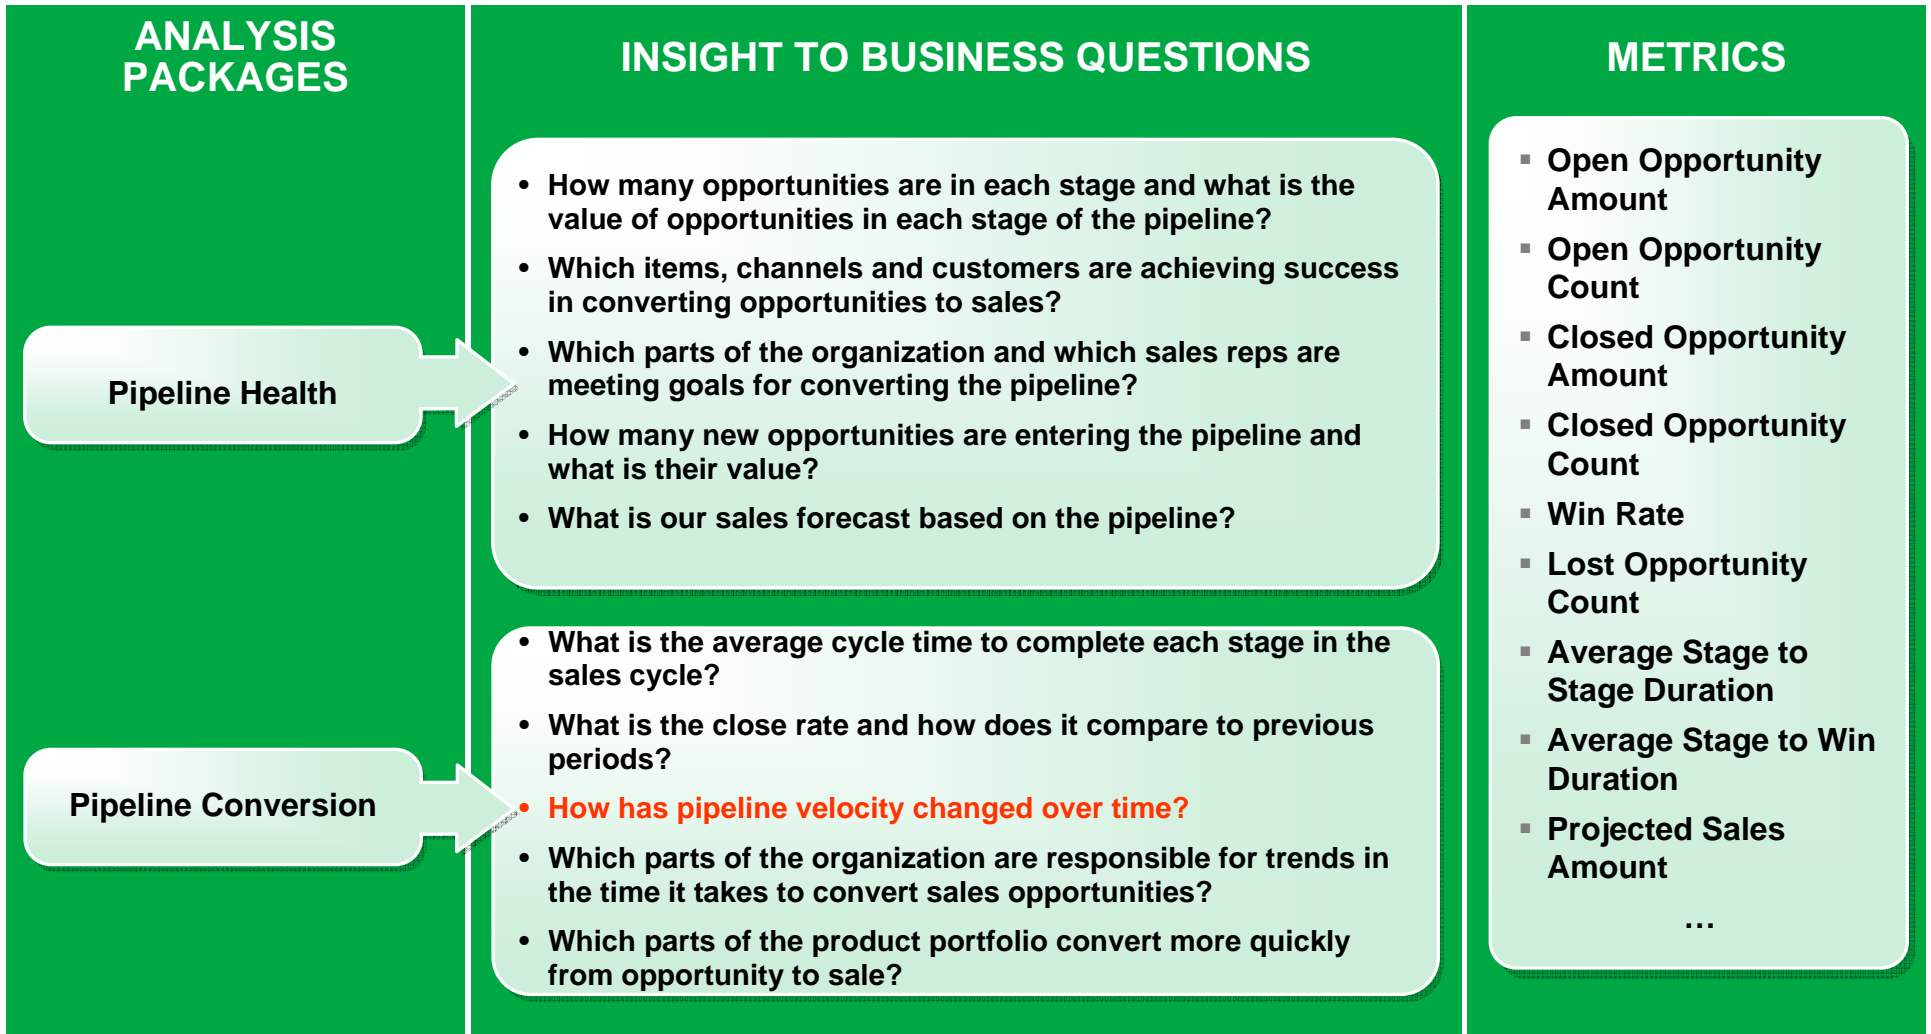 ANALYSIS
PACKAGES
INSIGHT TO BUSINESS QUESTIONS
METRICS
Pipeline Health
• How many opportunities are in each stage and what is the
value of opportunities in each stage of the pipeline?
• Which items, channels and customers are achieving success
in converting opportunities to sales?
• Which parts of the organization and which sales reps are
meeting goals for converting the pipeline?
• How many new opportunities are entering the pipeline and
what is their value?
• What is our sales forecast based on the pipeline?
Pipeline Conversion
• What is the average cycle time to complete each stage in the
sales cycle?
• What is the close rate and how does it compare to previous
periods?
• How has pipeline velocity changed over time?
• Which parts of the organization are responsible for trends in
the time it takes to convert sales opportunities?
• Which parts of the product portfolio convert more quickly
from opportunity to sale?
▪ Open Opportunity
Amount
▪ Open Opportunity
Count
▪ Closed Opportunity
Amount
▪ Closed Opportunity
Count
▪ Win Rate
▪ Lost Opportunity
Count
▪ Average Stage to
Stage Duration
▪ Average Stage to Win
Duration
▪ Projected Sales
Amount
…